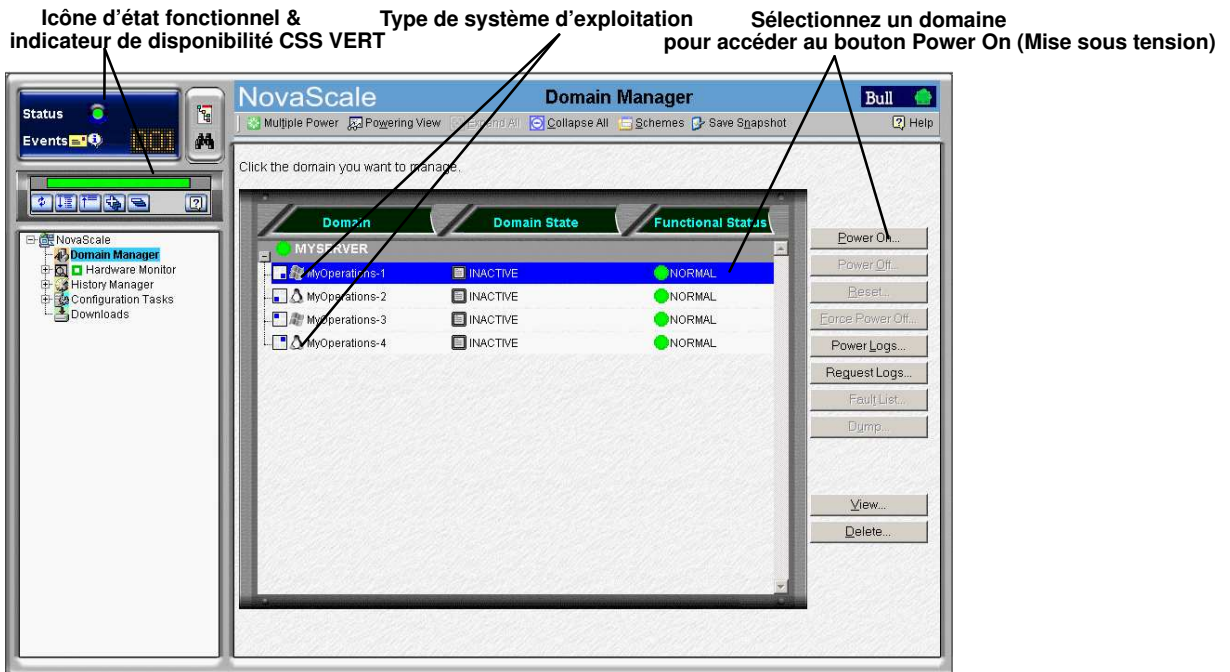 Icône d'état fonctionnel &
indicateur de disponibilité CSS VERT
Type de système d'exploitation
Sélectionnez un domaine
pour accéder au bouton Power On (Mise sous tension)
Status
Events
NovaScale
Domain Manager
Bull
Multiple Power
Powering View
Expand All
Collapse All
Schemes
Save Snapshot
Help
Click the domain you want to manage.
NovaScale
Domain Manager
Hardware Monitor
History Manager
Configuration Tasks
Downloads
Domain
Domain State
Functional Status
MYSERVER
MyOperations-1 INACTIVE NORMAL
MyOperations-2 INACTIVE NORMAL
MyOperations-3 INACTIVE NORMAL
MyOperations-4 INACTIVE NORMAL
Power On...
Power Off...
Reset...
Force Power Off...
Power Logs...
Request Logs...
Fault List...
Dump...
View...
Delete...